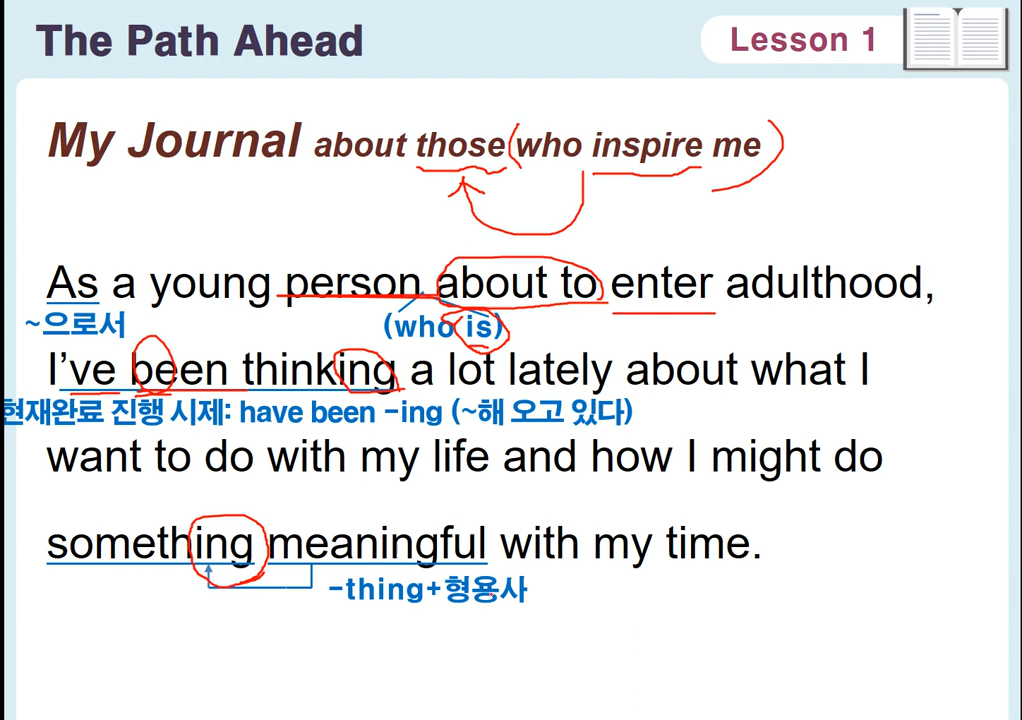 The Path Ahead
Lesson 1
My Journal about those who inspire me
As a young person about to enter adulthood,
~으로서
(who is)
I've been thinking a lot lately about what I
현재완료 진행 시제: have been -ing (~해 오고 있다)
want to do with my life and how I might do
something meaningful with my time.
-thing+형용사